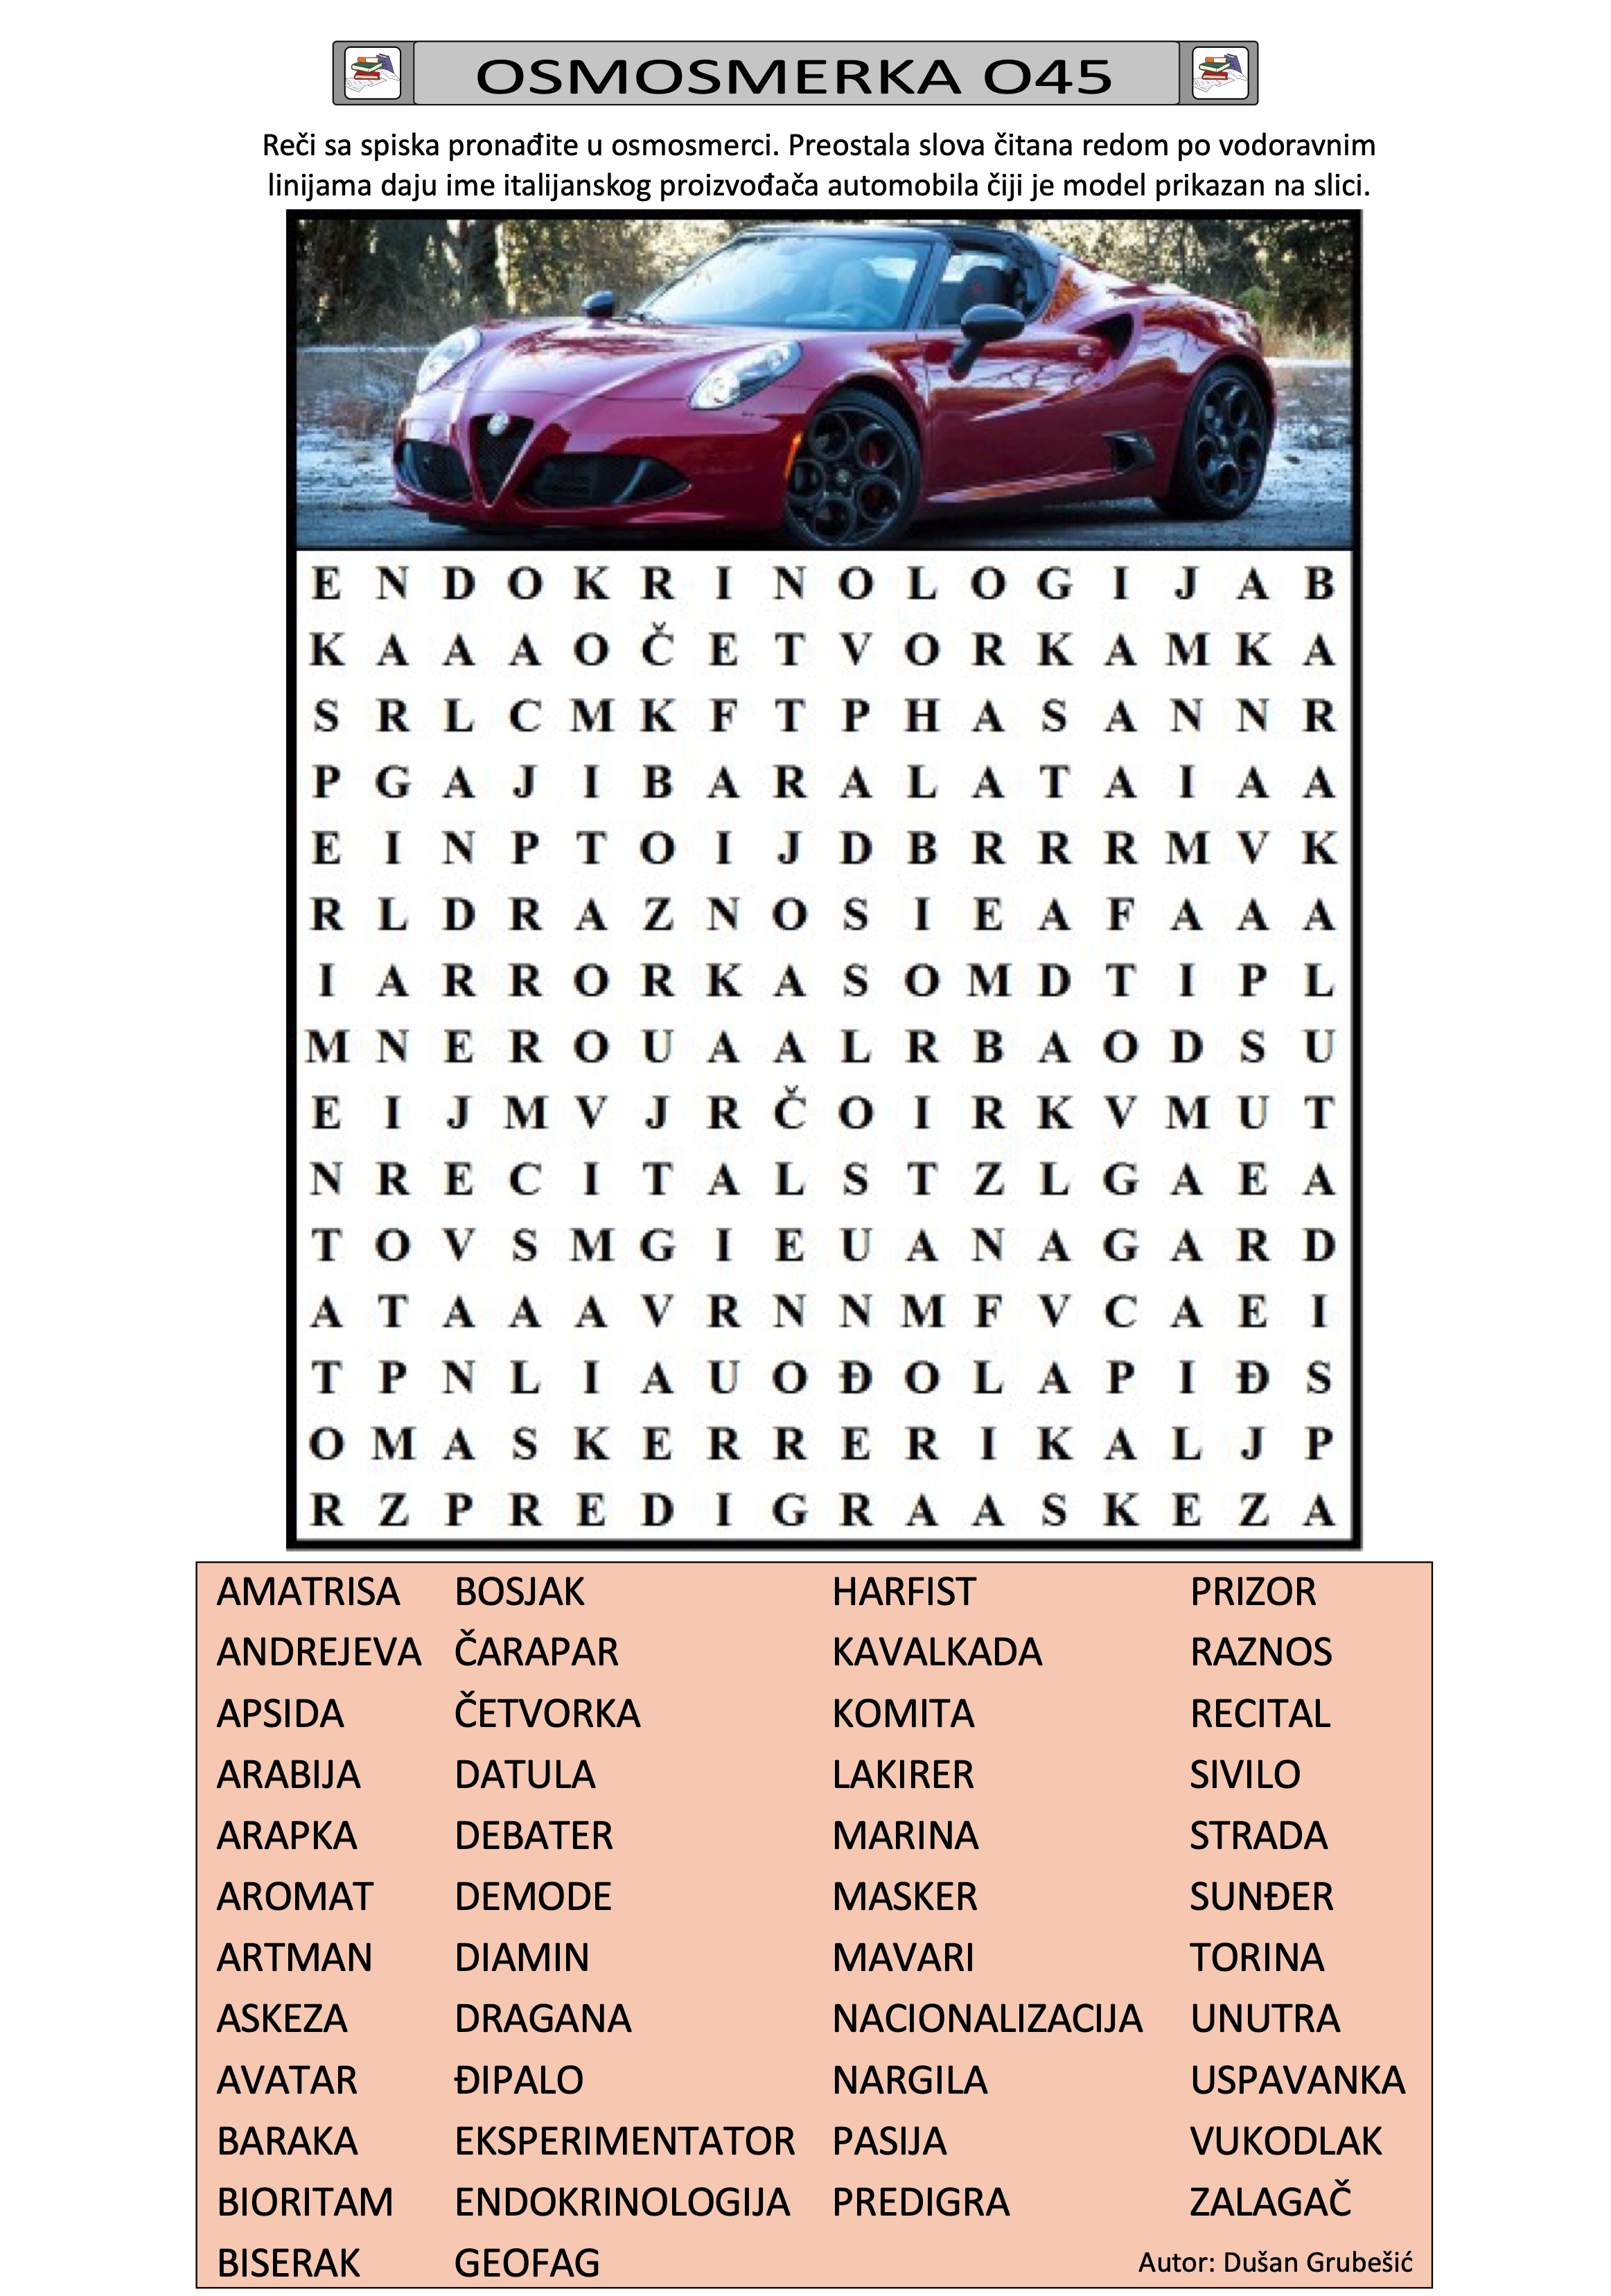 OSMOSMERKA O45
Reči sa spiska pronađite u osmosmerci. Preostala slova čitana redom po vodoravnim
linijama daju ime italijanskog proizvođača automobila čiji je model prikazan na slici.
E N D O K R I N O L O G I J A B
K A A A O Č E T V O R K A M K A
S R L C M K F T P H A S A N N R
P G A J I B A R A L A T A I A A
E I N P T O I J D B R R R M V K
R L D R A Z N O S I E A F A A A
I A R R O R K A S O M D T I P L
M N E R O U A A L R B A O D S U
E I J M V J R Č O I R K V M U T
N R E C I T A L S T Z L G A E A
T O V S M G I E U A N A G A R D
A T A A A V R N N M F V C A E I
T P N L I A U O Đ O L A P I Đ S
O M A S K E R R E R I K A L J P
R Z P R E D I G R A A S K E Z A
AMATRISA BOSJAK HARFIST PRIZOR
ANDREJEVA ČARAPAR KAVALKADA RAZNOS
APSIDA ČETVORKA KOMITA RECITAL
ARABIJA DATULA LAKIRER SIVILO
ARAPKA DEBATER MARINA STRADA
AROMAT DEMODE MASKER SUNĐER
ARTMAN DIAMIN MAVARI TORINA
ASKEZA DRAGANA NACIONALIZACIJA UNUTRA
AVATAR ĐIPALO NARGILA USPAVANKA
BARAKA EKSPERIMENTATOR PASIJA VUKODLAK
BIORITAM ENDOKRINOLOGIJA PREDIGRA ZALAGAČ
BISERAK GEOFAG Autor: Dušan Grubešić